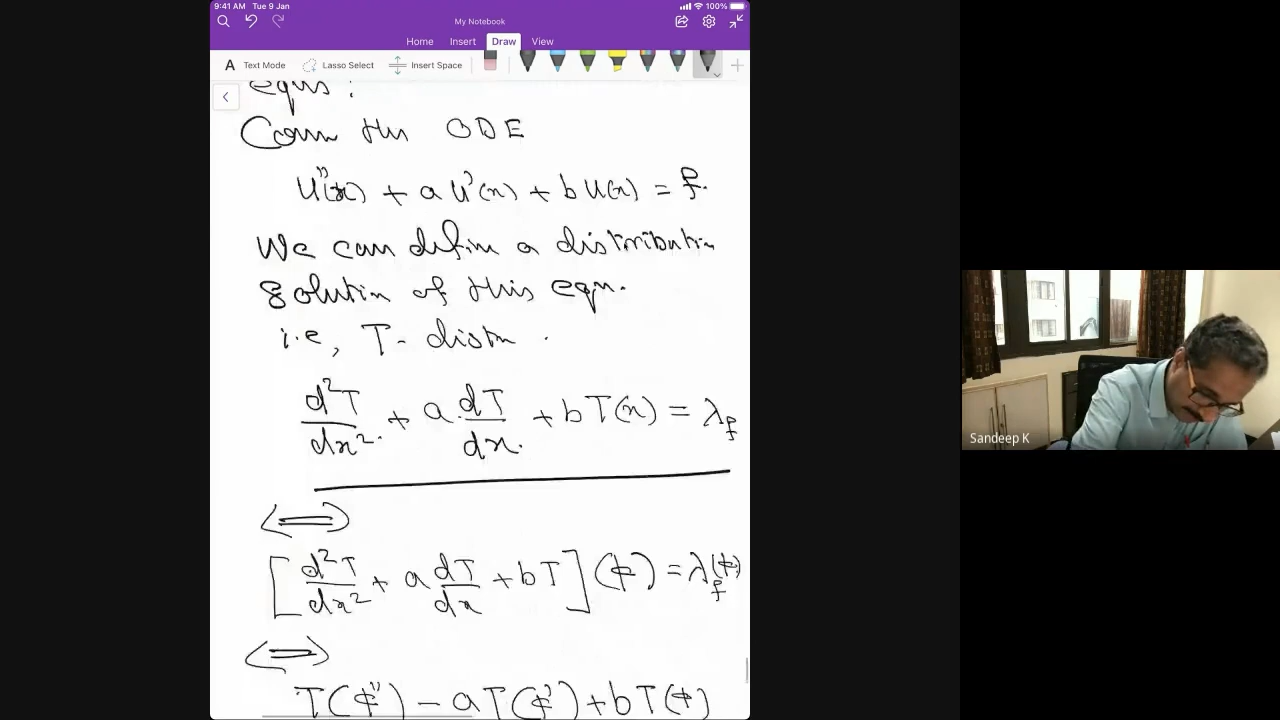 9:41 AM Tue 9 Jan
100%
My Notebook
Home Insert Draw View
A Text Mode Lasso Select Insert Space
eqns :
ODE
u''(x) + a u'(x) + b u(x) = f.
We can define a distribution
solution of this eqn.
i.e, T - distn .
d²T/dx² + a dT/dx + bT(x) = λ_f
⟺
[d²T/dx² + a dT/dx + bT](ϕ) = λ_f(ϕ)
⟺
T(ϕ'') - aT(ϕ') + bT(ϕ)
Sandeep K